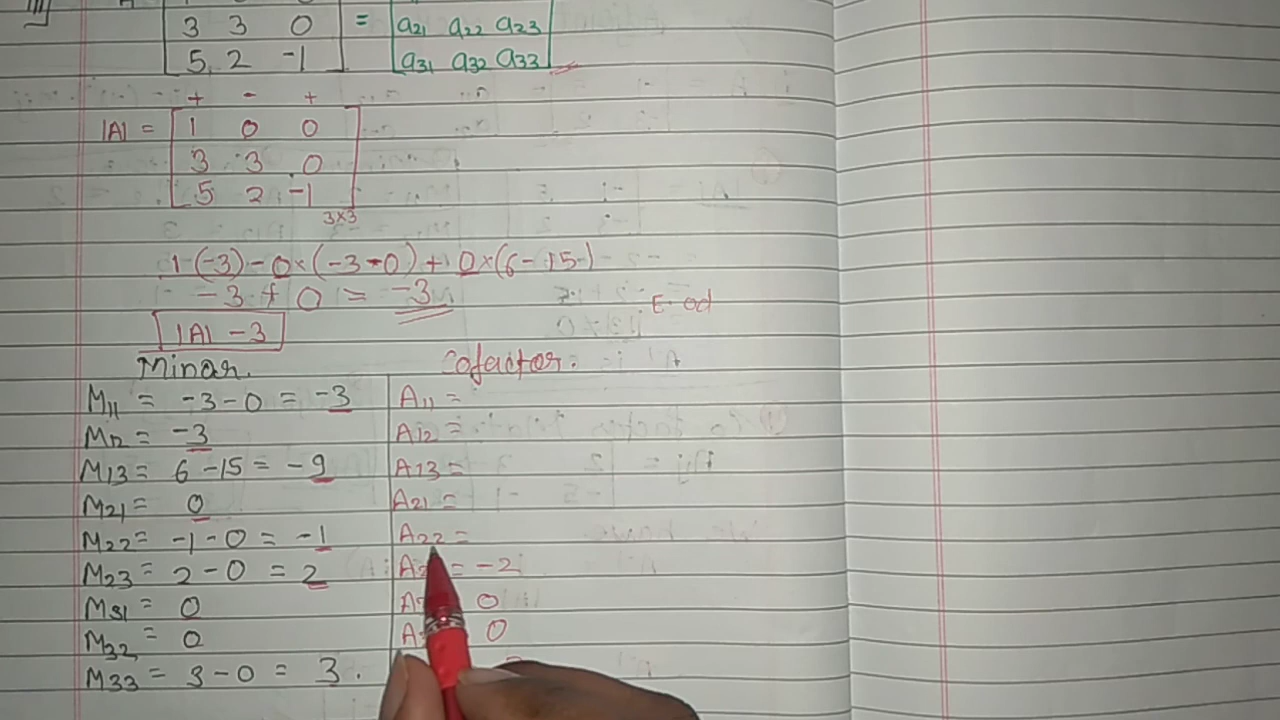 3 3 0 = a21 a22 a23
5 2 -1 a31 a32 a33
+ - +
|A| = 1 0 0
3 3 0
5 2 -1
3×3
1(-3) - 0×(-3-0) + 0×(6-15)
-3 + 0 = -3
E. od
|A| -3
Minar. Cofactor:
M11 = -3-0 = -3 A11 =
M12 = -3 A12 =
M13 = 6-15 = -9 A13 =
M21 = 0 A21 =
M22 = -1-0 = -1 A22 =
M23 = 2-0 = 2 A2 = -2
M31 = 0 A 0
M32 = 0 A 0
M33 = 3-0 = 3.